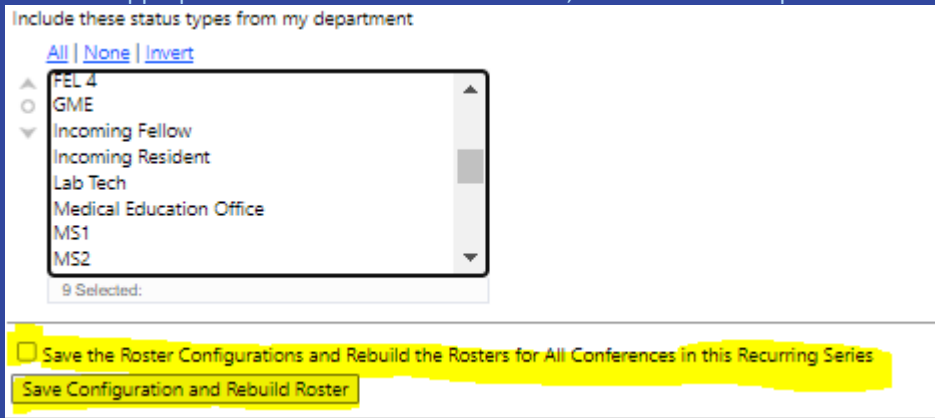 Include these status types from my department
All | None | Invert
FEL 4
GME
Incoming Fellow
Incoming Resident
Lab Tech
Medical Education Office
MS1
MS2
9 Selected:
Save the Roster Configurations and Rebuild the Rosters for All Conferences in this Recurring Series
Save Configuration and Rebuild Roster